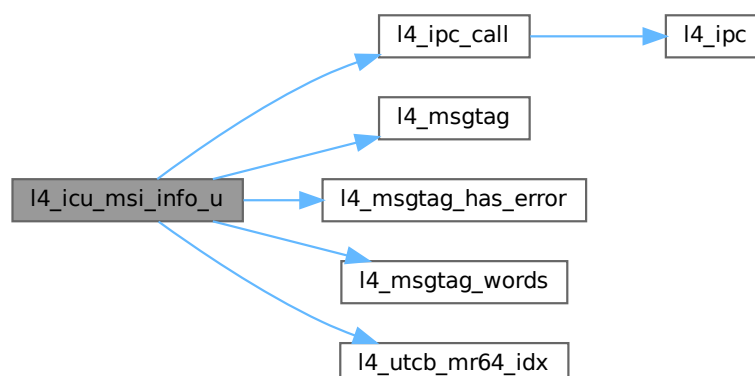 l4_ipc_call
l4_ipc
l4_msgtag
l4_icu_msi_info_u
l4_msgtag_has_error
l4_msgtag_words
l4_utcb_mr64_idx